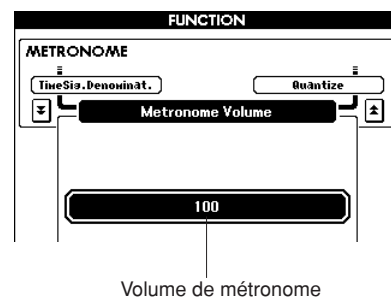 FUNCTION
METRONOME
TimeSig.Denominat.
Quantize
Metronome Volume
100
Volume de métronome